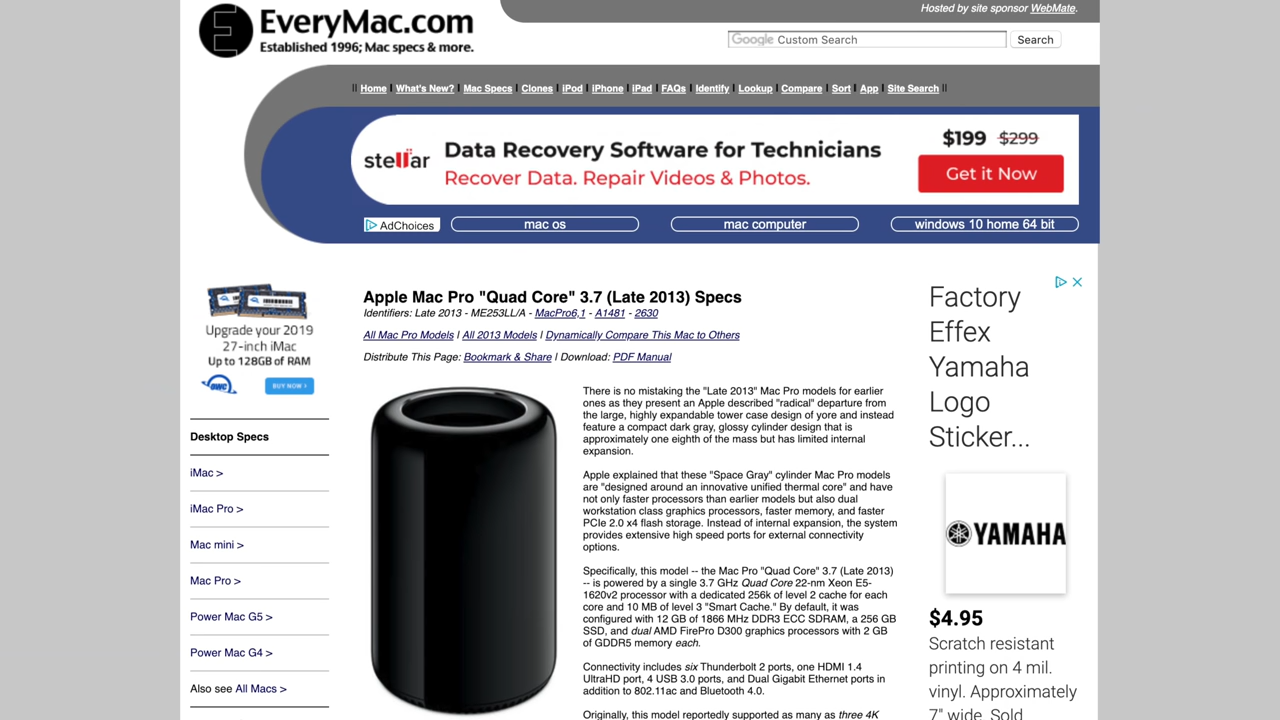 Hosted by site sponsor WebMate.
E EveryMac.com
Established 1996; Mac specs & more.
Google Custom Search
Search
|| Home | What's New? | Mac Specs | Clones | iPod | iPhone | iPad | FAQs | Identify | Lookup | Compare | Sort | App | Site Search ||
stellar
Data Recovery Software for Technicians
Recover Data. Repair Videos & Photos.
$199 $299
Get it Now
AdChoices
mac os
mac computer
windows 10 home 64 bit
Upgrade your 2019
27-inch iMac
Up to 128GB of RAM
OWC
BUY NOW >
Desktop Specs
iMac >
iMac Pro >
Mac mini >
Mac Pro >
Power Mac G5 >
Power Mac G4 >
Also see All Macs >
Apple Mac Pro "Quad Core" 3.7 (Late 2013) Specs
Identifiers: Late 2013 - ME253LL/A - MacPro6,1 - A1481 - 2630
All Mac Pro Models | All 2013 Models | Dynamically Compare This Mac to Others
Distribute This Page: Bookmark & Share | Download: PDF Manual
There is no mistaking the "Late 2013" Mac Pro models for earlier
ones as they present an Apple described "radical" departure from
the large, highly expandable tower case design of yore and instead
feature a compact dark gray, glossy cylinder design that is
approximately one eighth of the mass but has limited internal
expansion.
Apple explained that these "Space Gray" cylinder Mac Pro models
are "designed around an innovative unified thermal core" and have
not only faster processors than earlier models but also dual
workstation class graphics processors, faster memory, and faster
PCIe 2.0 x4 flash storage. Instead of internal expansion, the system
provides extensive high speed ports for external connectivity
options.
Specifically, this model -- the Mac Pro "Quad Core" 3.7 (Late 2013)
-- is powered by a single 3.7 GHz Quad Core 22-nm Xeon E5-
1620v2 processor with a dedicated 256k of level 2 cache for each
core and 10 MB of level 3 "Smart Cache." By default, it was
configured with 12 GB of 1866 MHz DDR3 ECC SDRAM, a 256 GB
SSD, and dual AMD FirePro D300 graphics processors with 2 GB
of GDDR5 memory each.
Connectivity includes six Thunderbolt 2 ports, one HDMI 1.4
UltraHD port, 4 USB 3.0 ports, and Dual Gigabit Ethernet ports in
addition to 802.11ac and Bluetooth 4.0.
Originally, this model reportedly supported as many as three 4K
Factory
Effex
Yamaha
Logo
Sticker...
YAMAHA
$4.95
Scratch resistant
printing on 4 mil.
vinyl. Approximately
7" wide. Sold